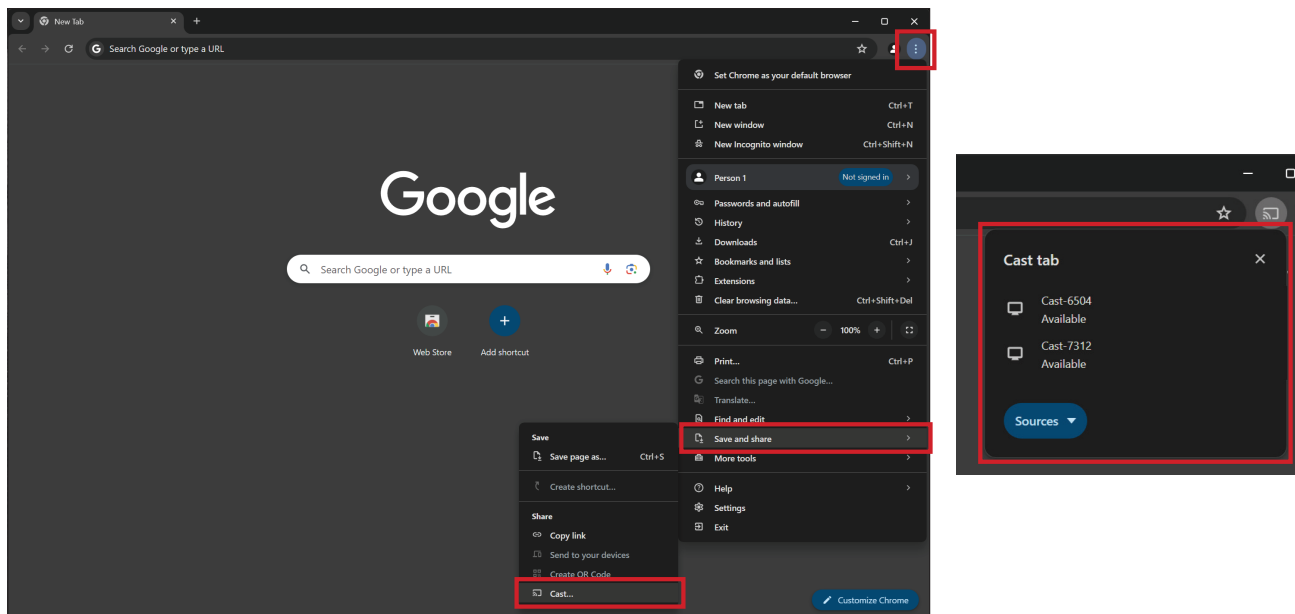 New Tab
Search Google or type a URL
Set Chrome as your default browser
New tab Ctrl+T
New window Ctrl+N
New Incognito window Ctrl+Shift+N
Person 1 Not signed in
Passwords and autofill
History
Downloads Ctrl+J
Bookmarks and lists
Extensions
Clear browsing data... Ctrl+Shift+Del
Zoom - 100% +
Print... Ctrl+P
Search this page with Google...
Translate...
Find and edit
Save and share
More tools
Help
Settings
Exit
Google
Search Google or type a URL
Web Store
Add shortcut
Save
Save page as... Ctrl+S
Create shortcut...
Share
Copy link
Send to your devices
Create QR Code
Cast...
Customize Chrome
Cast tab
Cast-6504
Available
Cast-7312
Available
Sources